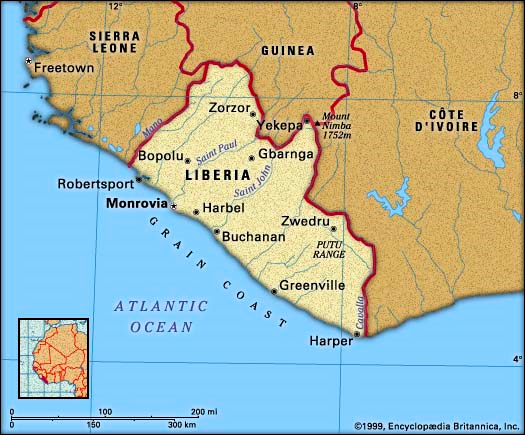 12°
8°
SIERRA
LEONE
GUINEA
Freetown
Zorzor
Yekepa
Mount
Nimba
1752m
CÔTE
D'IVOIRE
8°
Mono
Saint Paul
Bopolu
Gbarnga
LIBERIA
Saint John
Robertsport
Monrovia
Harbel
Zwedru
Buchanan
PUTU
RANGE
GRAIN COAST
Greenville
ATLANTIC
OCEAN
Cavalla
Harper
4°
0 100 200 mi
0 150 300 km
©1999, Encyclopædia Britannica, Inc.